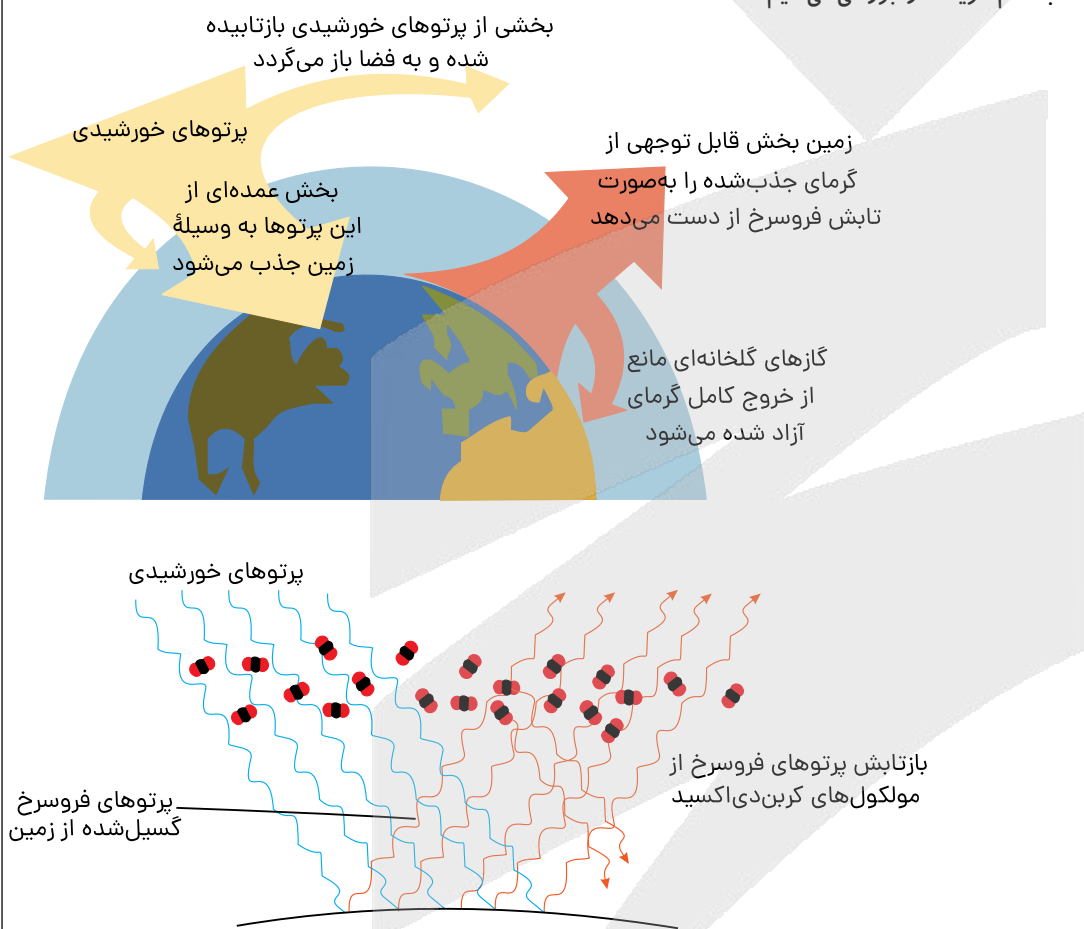 بخشی از پرتوهای خورشیدی بازتابیده
شده و به فضا باز می‌گردد
پرتوهای خورشیدی
بخش عمده‌ای از
این پرتوها به وسیلهٔ
زمین جذب می‌شود
زمین بخش قابل توجهی از
گرمای جذب‌شده را به‌صورت
تابش فروسرخ از دست می‌دهد
گازهای گلخانه‌ای مانع
از خروج کامل گرمای
آزاد شده می‌شود
پرتوهای خورشیدی
بازتابش پرتوهای فروسرخ از
مولکول‌های کربن‌دی‌اکسید
پرتوهای فروسرخ
گسیل‌شده از زمین